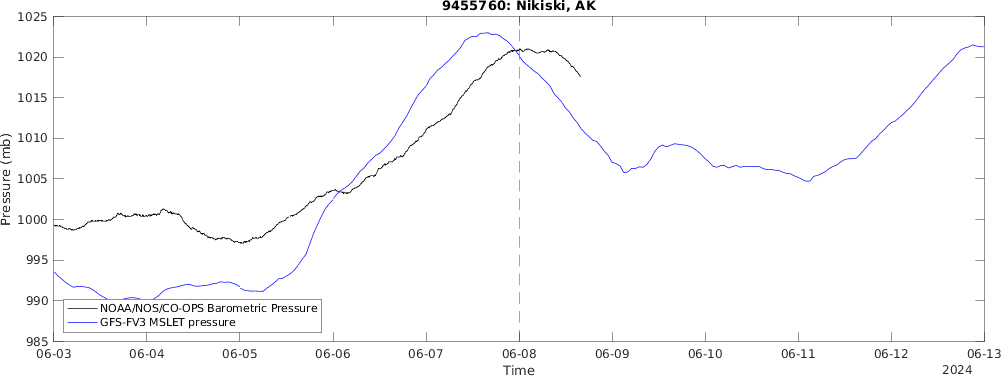 9455760: Nikiski, AK
1025
1020
1015
1010
1005
1000
995
990
985
Pressure (mb)
NOAA/NOS/CO-OPS Barometric Pressure
GFS-FV3 MSLET pressure
06-03 06-04 06-05 06-06 06-07 06-08 06-09 06-10 06-11 06-12 06-13
Time
2024